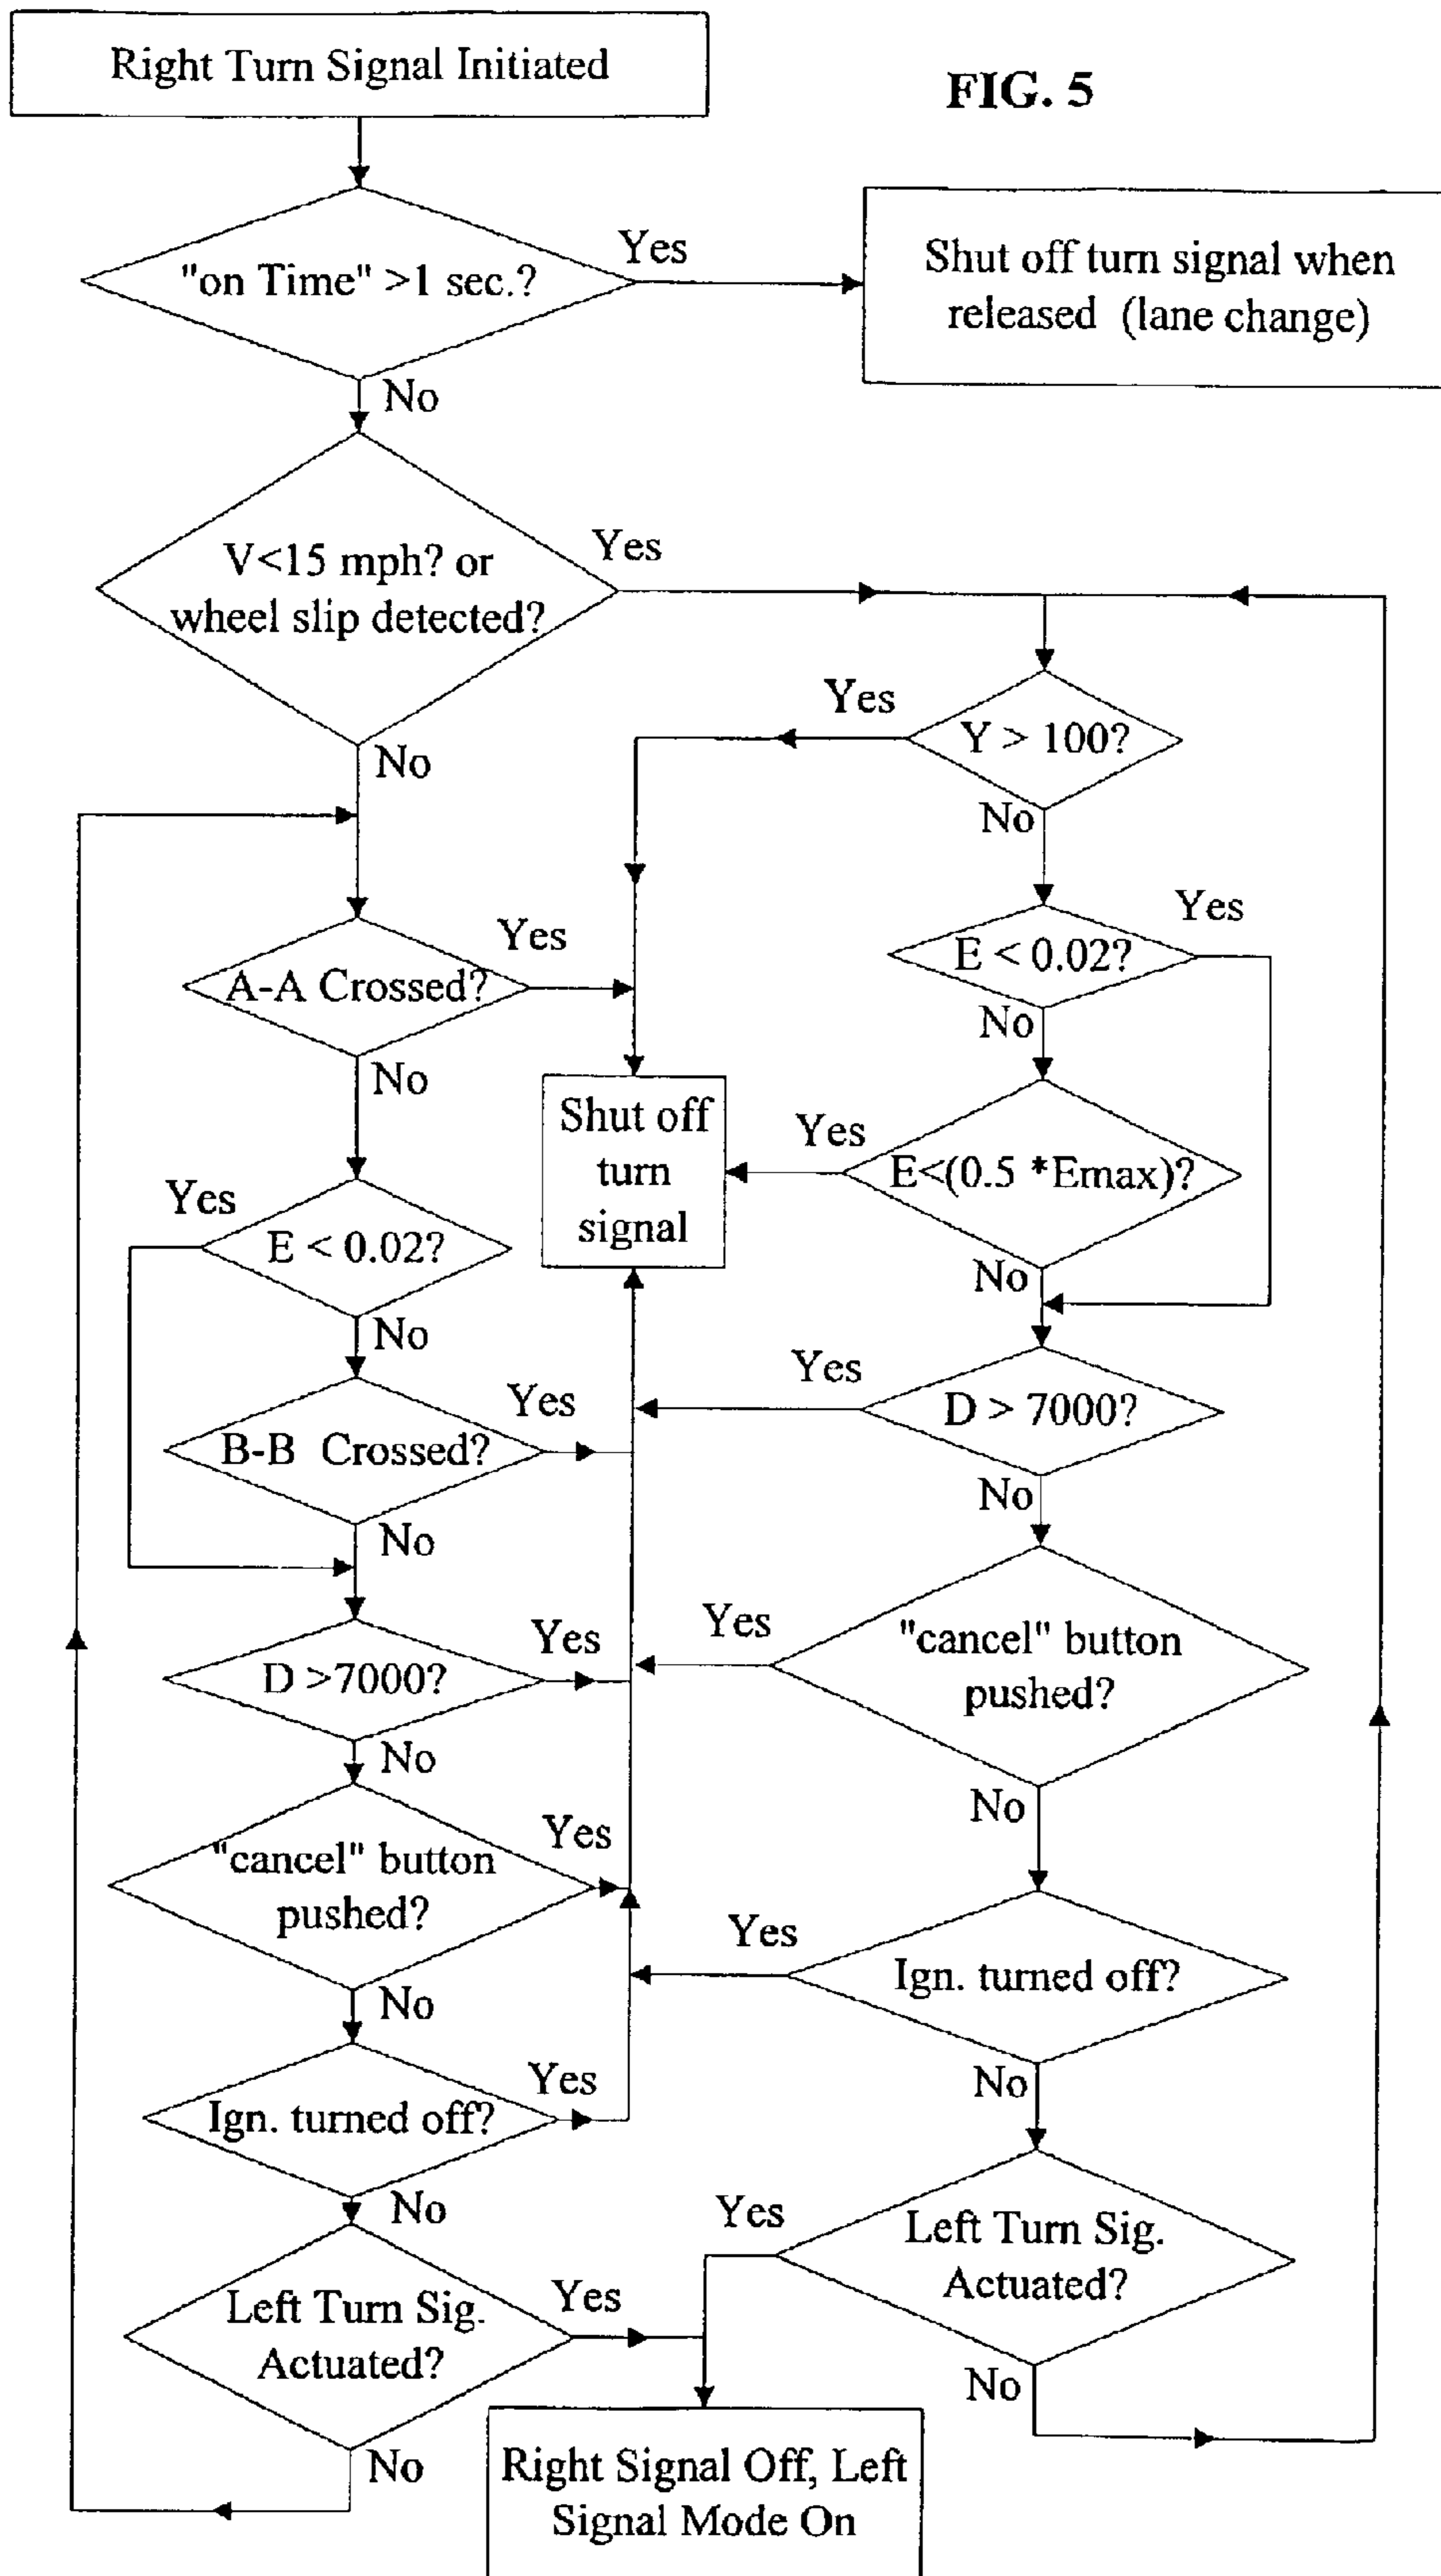 Right Turn Signal Initiated
FIG. 5
"on Time" >1 sec.?
Yes
Shut off turn signal when
released (lane change)
No
V<15 mph? or
wheel slip detected?
Yes
No
Y > 100?
Yes
No
A-A Crossed?
Yes
No
E < 0.02?
Yes
No
Shut off
turn
signal
E<(0.5 *Emax)?
Yes
No
E < 0.02?
Yes
No
B-B Crossed?
Yes
No
D > 7000?
Yes
No
D >7000?
Yes
No
"cancel" button
pushed?
Yes
No
"cancel" button
pushed?
Yes
No
Ign. turned off?
Yes
No
Ign. turned off?
Yes
No
Left Turn Sig.
Actuated?
Yes
No
Left Turn Sig.
Actuated?
Yes
No
Right Signal Off, Left
Signal Mode On